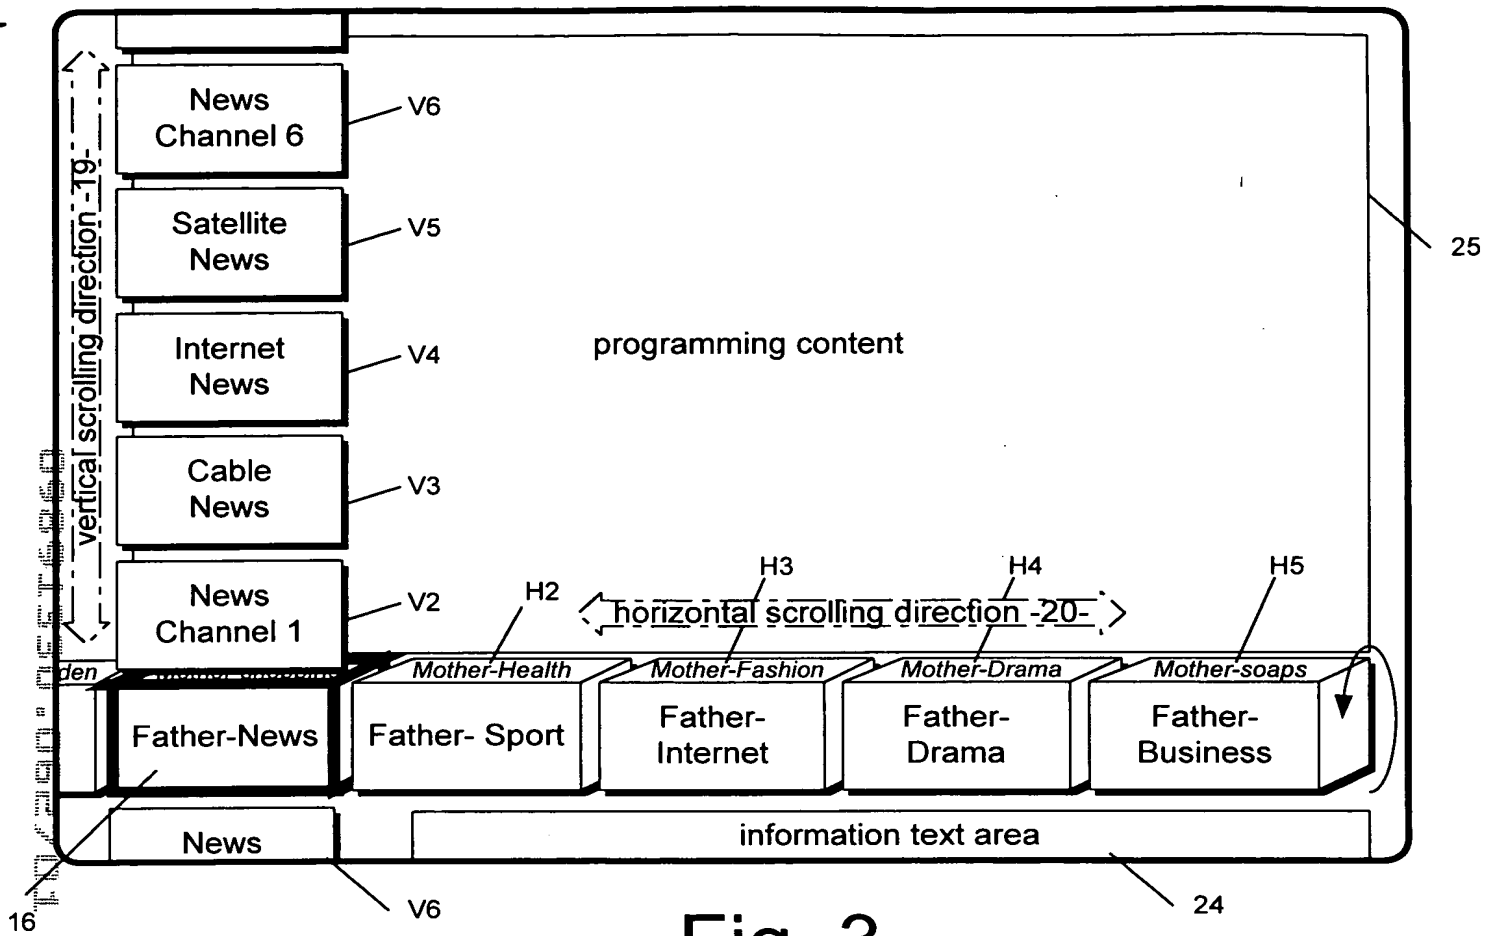 News
Channel 6
V6
Satellite
News
V5
25
vertical scrolling direction -19-
programming content
Internet
News
V4
Cable
News
V3
News
Channel 1
V2
H2
H3
H4
H5
horizontal scrolling direction -20-
den
Mother-Health
Mother-Fashion
Mother-Drama
Mother-soaps
Father-News
Father- Sport
Father-
Internet
Father-
Drama
Father-
Business
News
information text area
16
V6
24